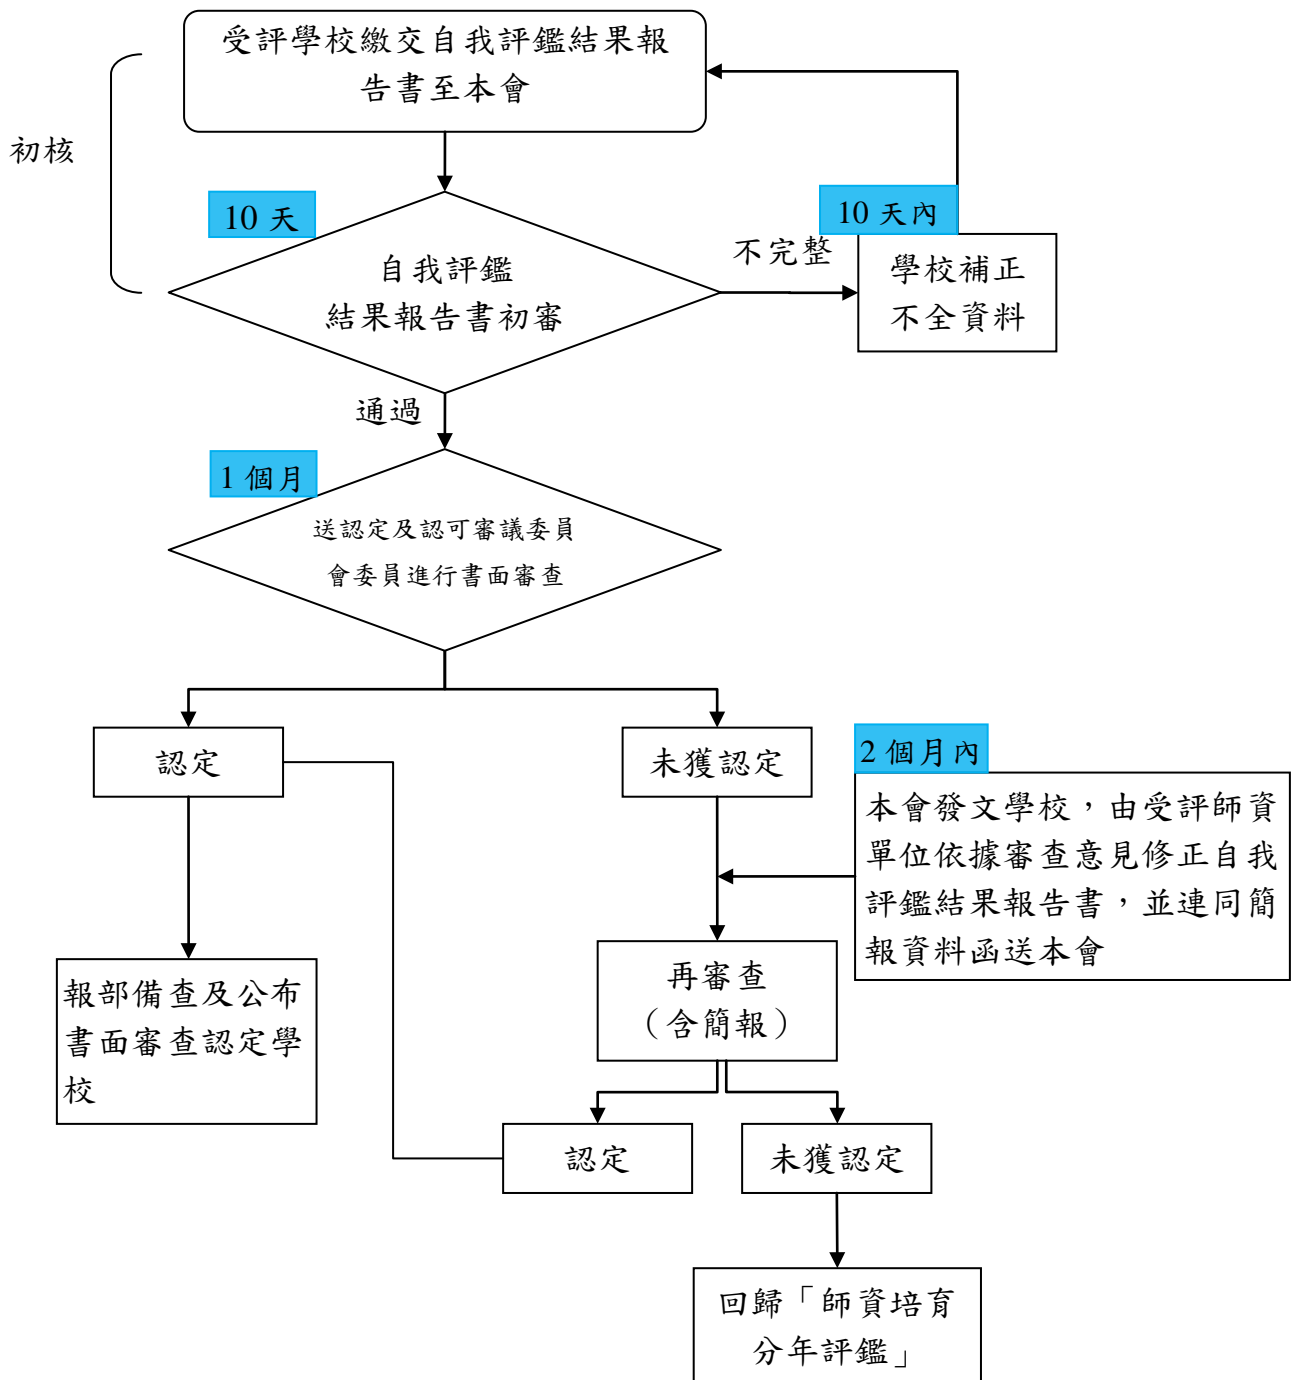 受評學校繳交自我評鑑結果報
告書至本會
初核
10 天
10 天內
自我評鑑
結果報告書初審
不完整
學校補正
不全資料
通過
1 個月
送認定及認可審議委員
會委員進行書面審查
認定
未獲認定
2 個月內
本會發文學校，由受評師資
單位依據審查意見修正自我
評鑑結果報告書，並連同簡
報資料函送本會
報部備查及公布
書面審查認定學
校
再審查
（含簡報）
認定
未獲認定
回歸「師資培育
分年評鑑」